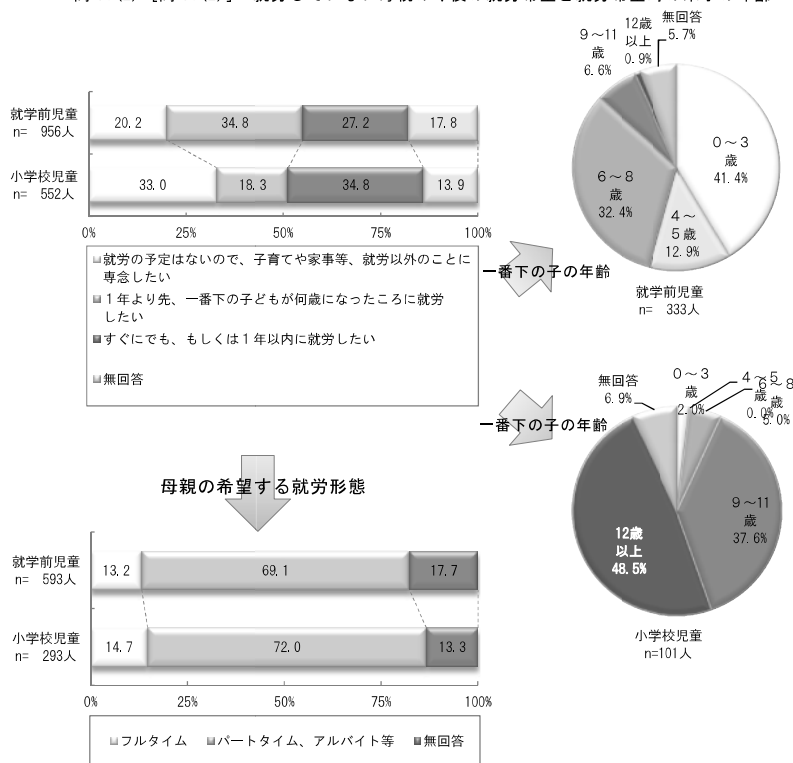 就学前児童
n= 956人
20.2
34.8
27.2
17.8
小学校児童
n= 552人
33.0
18.3
34.8
13.9
0%
25%
50%
75%
100%
就労の予定はないので、子育てや家事等、就労以外のことに
専念したい
1年より先、一番下の子どもが何歳になったころに就労
したい
すぐにでも、もしくは1年以内に就労したい
無回答
一番下の子の年齢
9～11
歳
6.6%
12歳
以上
0.9%
無回答
5.7%
0～3
歳
41.4%
6～8
歳
32.4%
4～
5歳
12.9%
就学前児童
n= 333人
一番下の子の年齢
無回答
6.9%
0～3
歳
2.0%
4～5
歳
0.0%
6～8
歳
5.0%
9～11
歳
37.6%
12歳
以上
48.5%
小学校児童
n=101人
母親の希望する就労形態
就学前児童
n= 593人
13.2
69.1
17.7
小学校児童
n= 293人
14.7
72.0
13.3
0%
25%
50%
75%
100%
フルタイム
パートタイム、アルバイト等
無回答